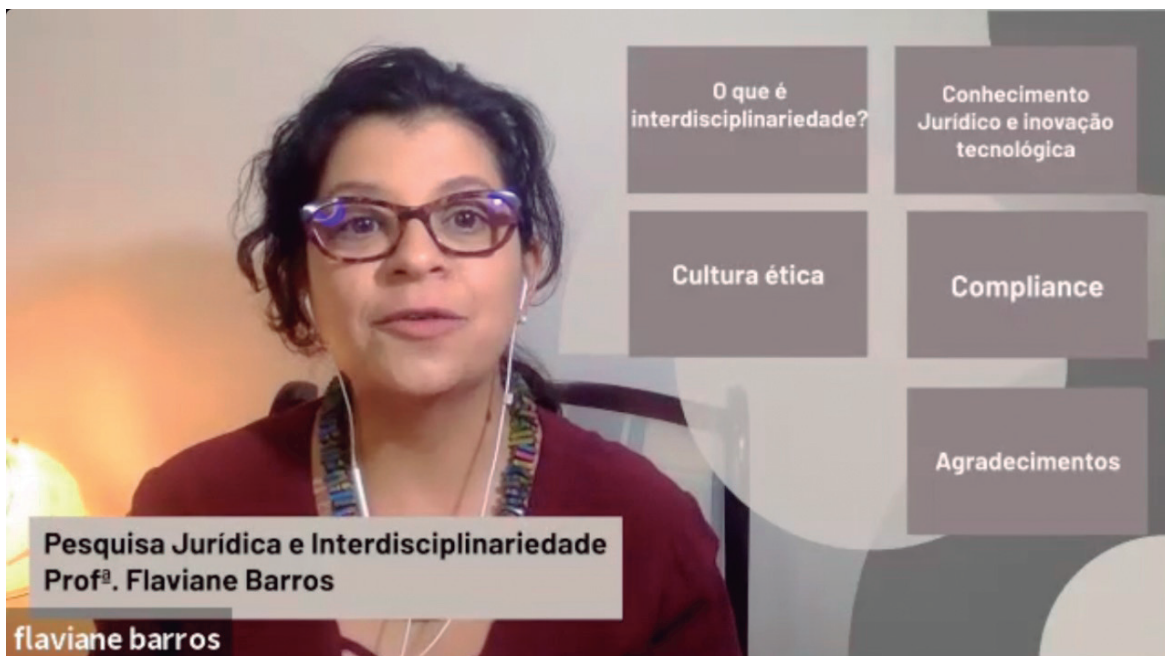 O que é
interdisciplinariedade?
Conhecimento
Jurídico e inovação
tecnológica
Cultura ética
Compliance
Agradecimentos
Pesquisa Jurídica e Interdisciplinariedade
Profª. Flaviane Barros
flaviane barros